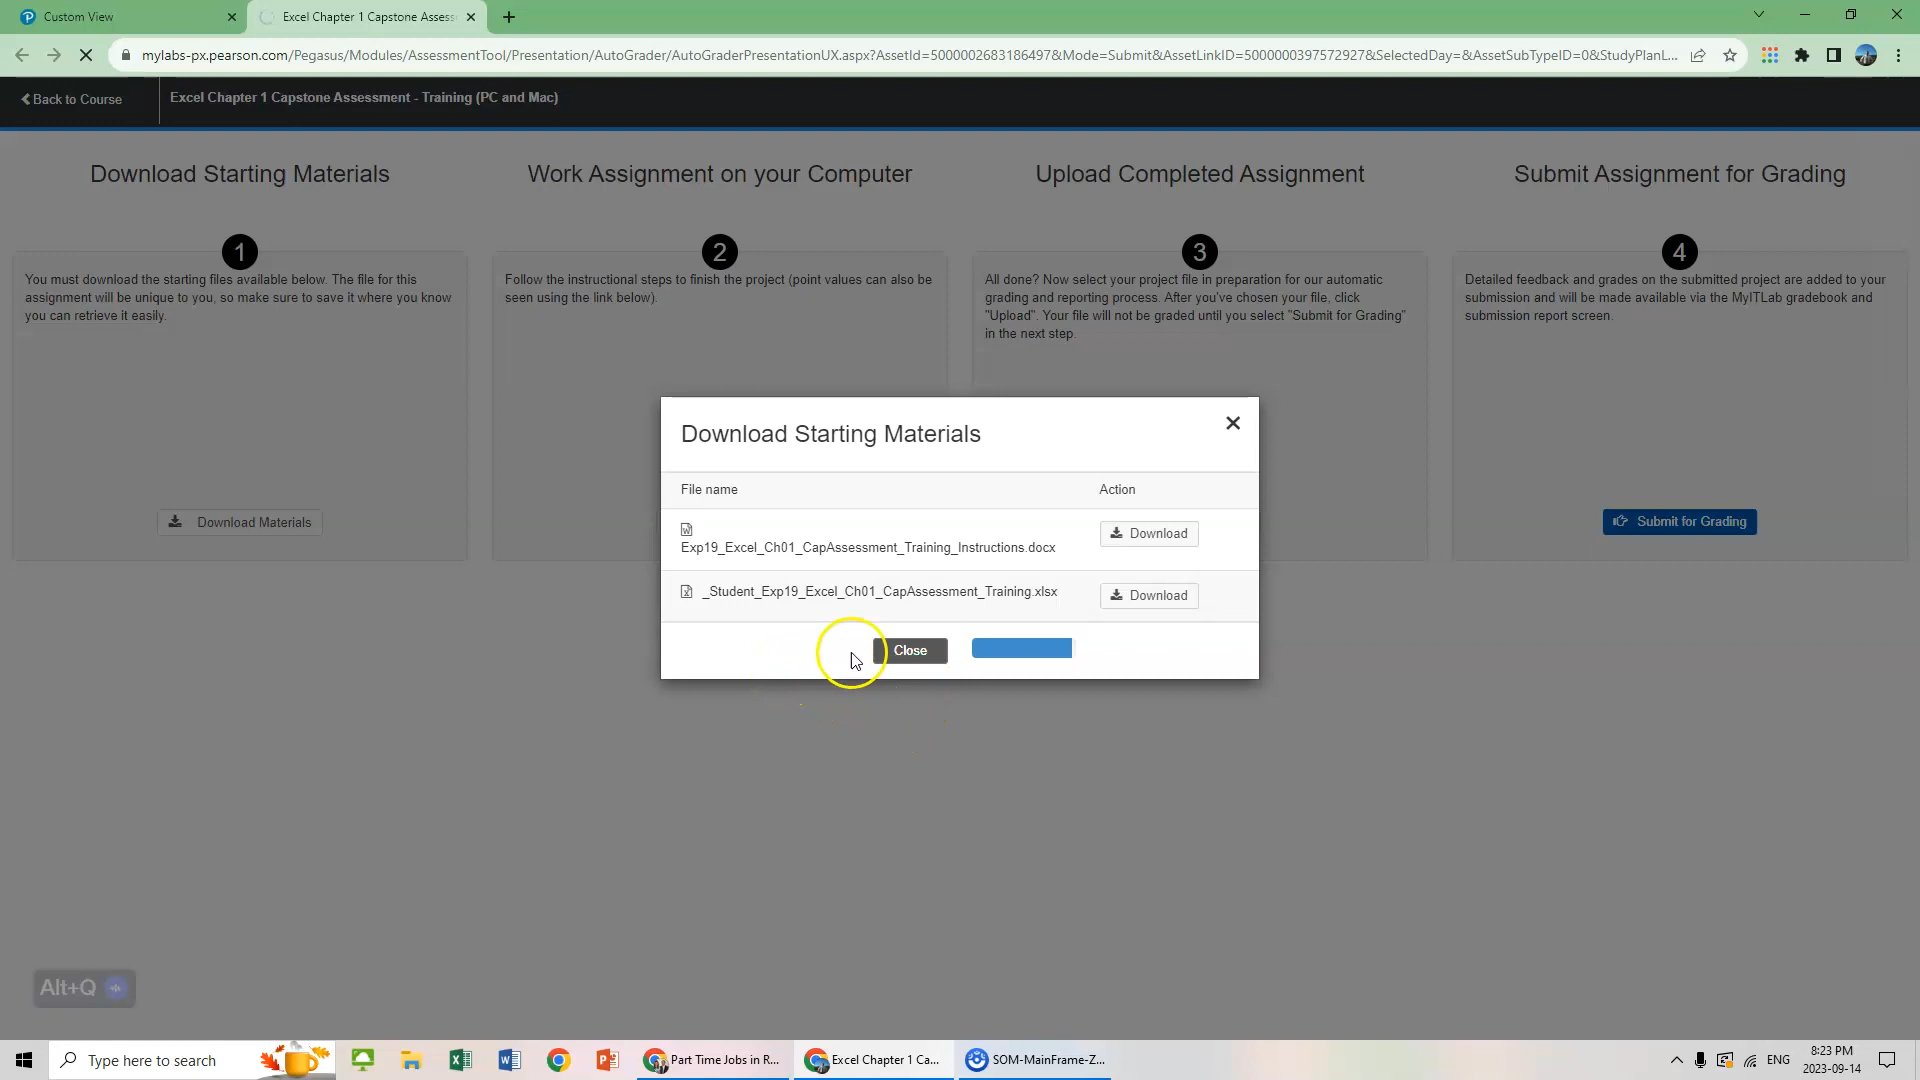 Custom View
Excel Chapter 1 Capstone Assess
mylabs-px.pearson.com/Pegasus/Modules/AssessmentTool/Presentation/AutoGrader/AutoGraderPresentationUX.aspx?AssetId=5000002683186497&Mode=Submit&AssetLinkID=5000000397572927&SelectedDay=&AssetSubTypeID=0&StudyPlanL...
Back to Course
Excel Chapter 1 Capstone Assessment - Training (PC and Mac)
Download Starting Materials
Work Assignment on your Computer
Upload Completed Assignment
Submit Assignment for Grading
1
2
3
4
You must download the starting files available below. The file for this
assignment will be unique to you, so make sure to save it where you know
you can retrieve it easily.
Follow the instructional steps to finish the project (point values can also be
seen using the link below).
All done? Now select your project file in preparation for our automatic
grading and reporting process. After you've chosen your file, click
"Upload". Your file will not be graded until you select "Submit for Grading"
in the next step.
Detailed feedback and grades on the submitted project are added to your
submission and will be made available via the MyITLab gradebook and
submission report screen.
Download Materials
Submit for Grading
Download Starting Materials
File name
Action
Exp19_Excel_Ch01_CapAssessment_Training_Instructions.docx
Download
_Student_Exp19_Excel_Ch01_CapAssessment_Training.xlsx
Download
Close
Alt+Q
Type here to search
Part Time Jobs in R...
Excel Chapter 1 Ca...
SOM-MainFrame-Z...
ENG
8:23 PM
2023-09-14